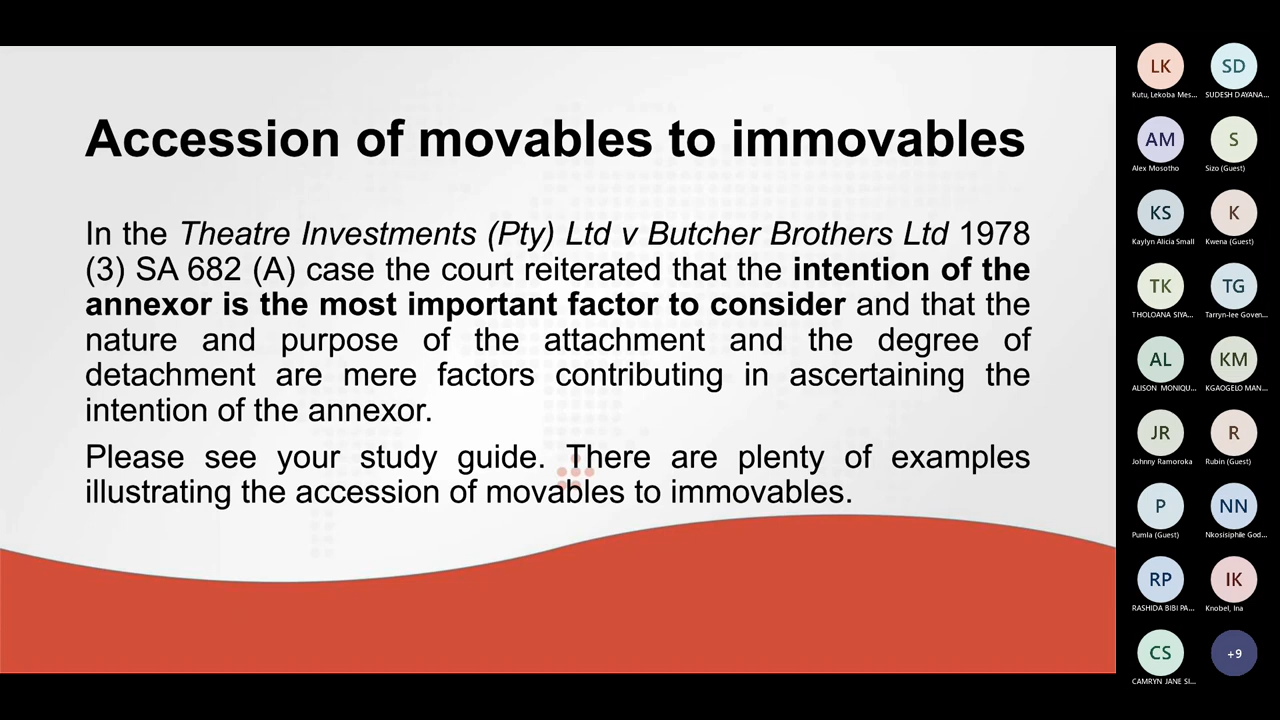 Accession of movables to immovables
In the Theatre Investments (Pty) Ltd v Butcher Brothers Ltd 1978
(3) SA 682 (A) case the court reiterated that the intention of the
annexor is the most important factor to consider and that the
nature and purpose of the attachment and the degree of
detachment are mere factors contributing in ascertaining the
intention of the annexor.
Please see your study guide. There are plenty of examples
illustrating the accession of movables to immovables.
LK
Kutu, Lekoba Mes...
SD
SUDESH DAYANA...
AM
Alex Mosotho
S
Sizo (Guest)
KS
Kaylyn Alicia Small
K
Kwena (Guest)
TK
THOLOANA SIYA...
TG
Tarryn-lee Goven...
AL
ALISON MONIQU...
KM
KGAOGELO MAN...
JR
Johnny Ramoroka
R
Rubin (Guest)
P
Pumla (Guest)
NN
Nkosisiphile God...
RP
RASHIDA BIBI PA...
IK
Knobel, Ina
CS
CAMRYN JANE SI...
+9